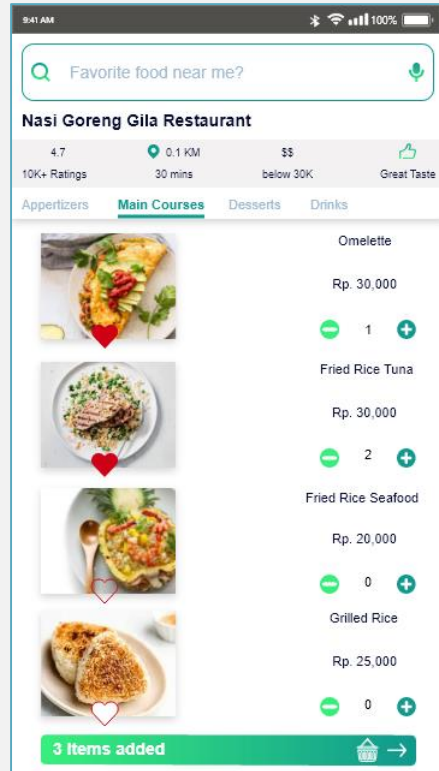 9:41 AM 100%
Favorite food near me?
Nasi Goreng Gila Restaurant
4.7 0.1 KM $$
10K+ Ratings 30 mins below 30K Great Taste
Appertizers Main Courses Desserts Drinks
Omelette
Rp. 30,000
1
Fried Rice Tuna
Rp. 30,000
2
Fried Rice Seafood
Rp. 20,000
0
Grilled Rice
Rp. 25,000
0
3 Items added